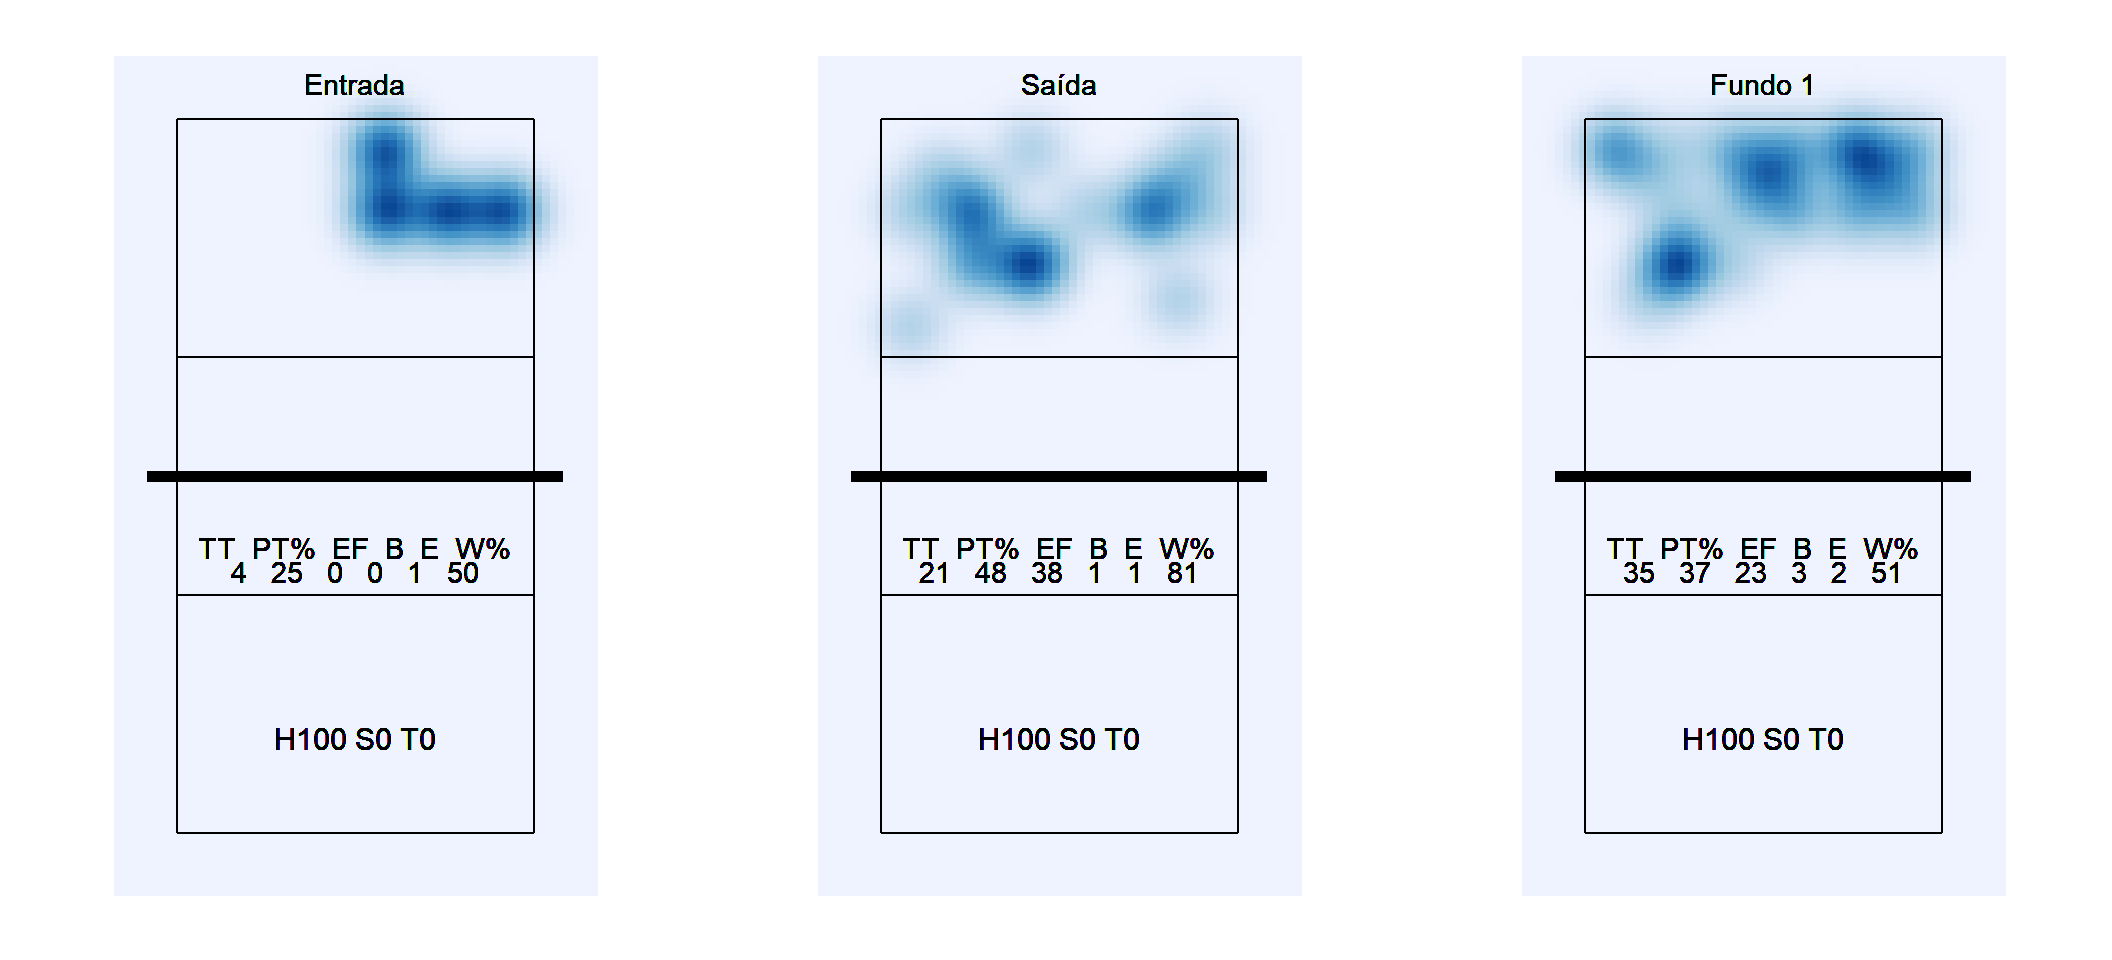 Entrada
TT PT% EF B E W%
4 25 0 0 1 50
H100 S0 T0
Saída
TT PT% EF B E W%
21 48 38 1 1 81
H100 S0 T0
Fundo 1
TT PT% EF B E W%
35 37 23 3 2 51
H100 S0 T0